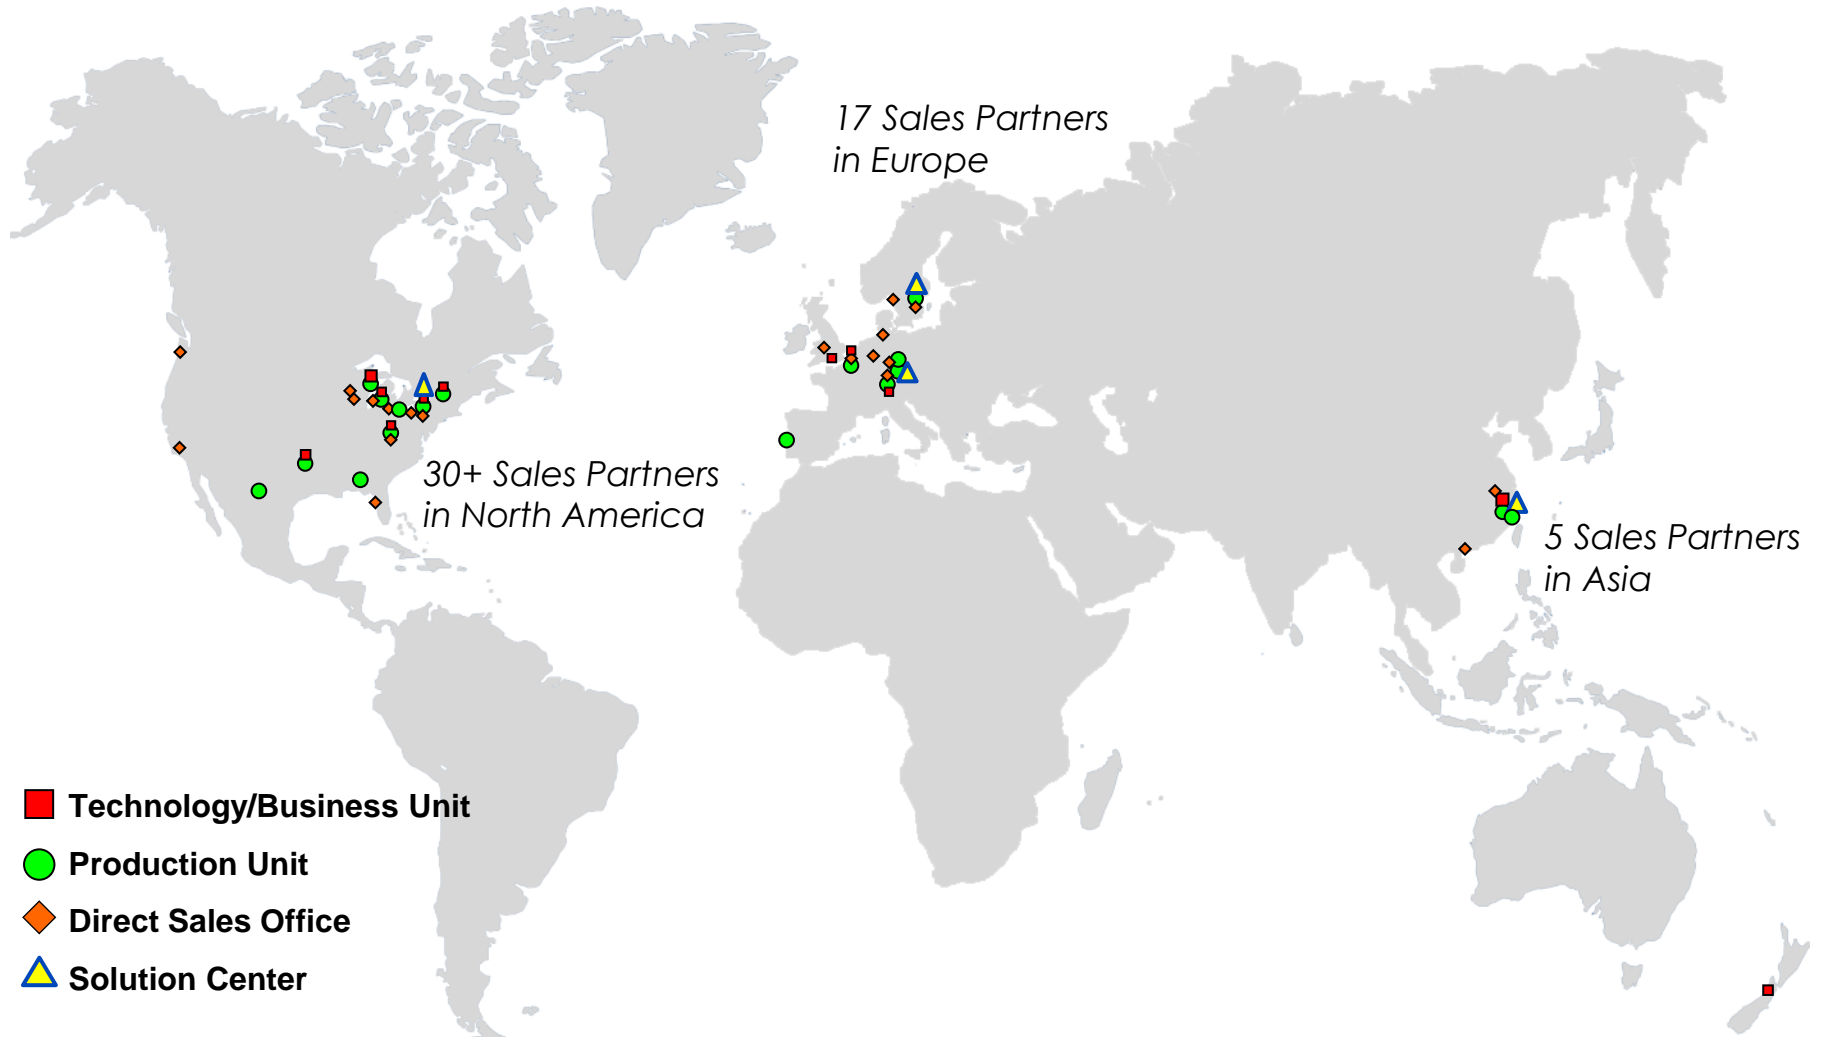 17 Sales Partners
in Europe
30+ Sales Partners
in North America
5 Sales Partners
in Asia
Technology/Business Unit
Production Unit
Direct Sales Office
Solution Center